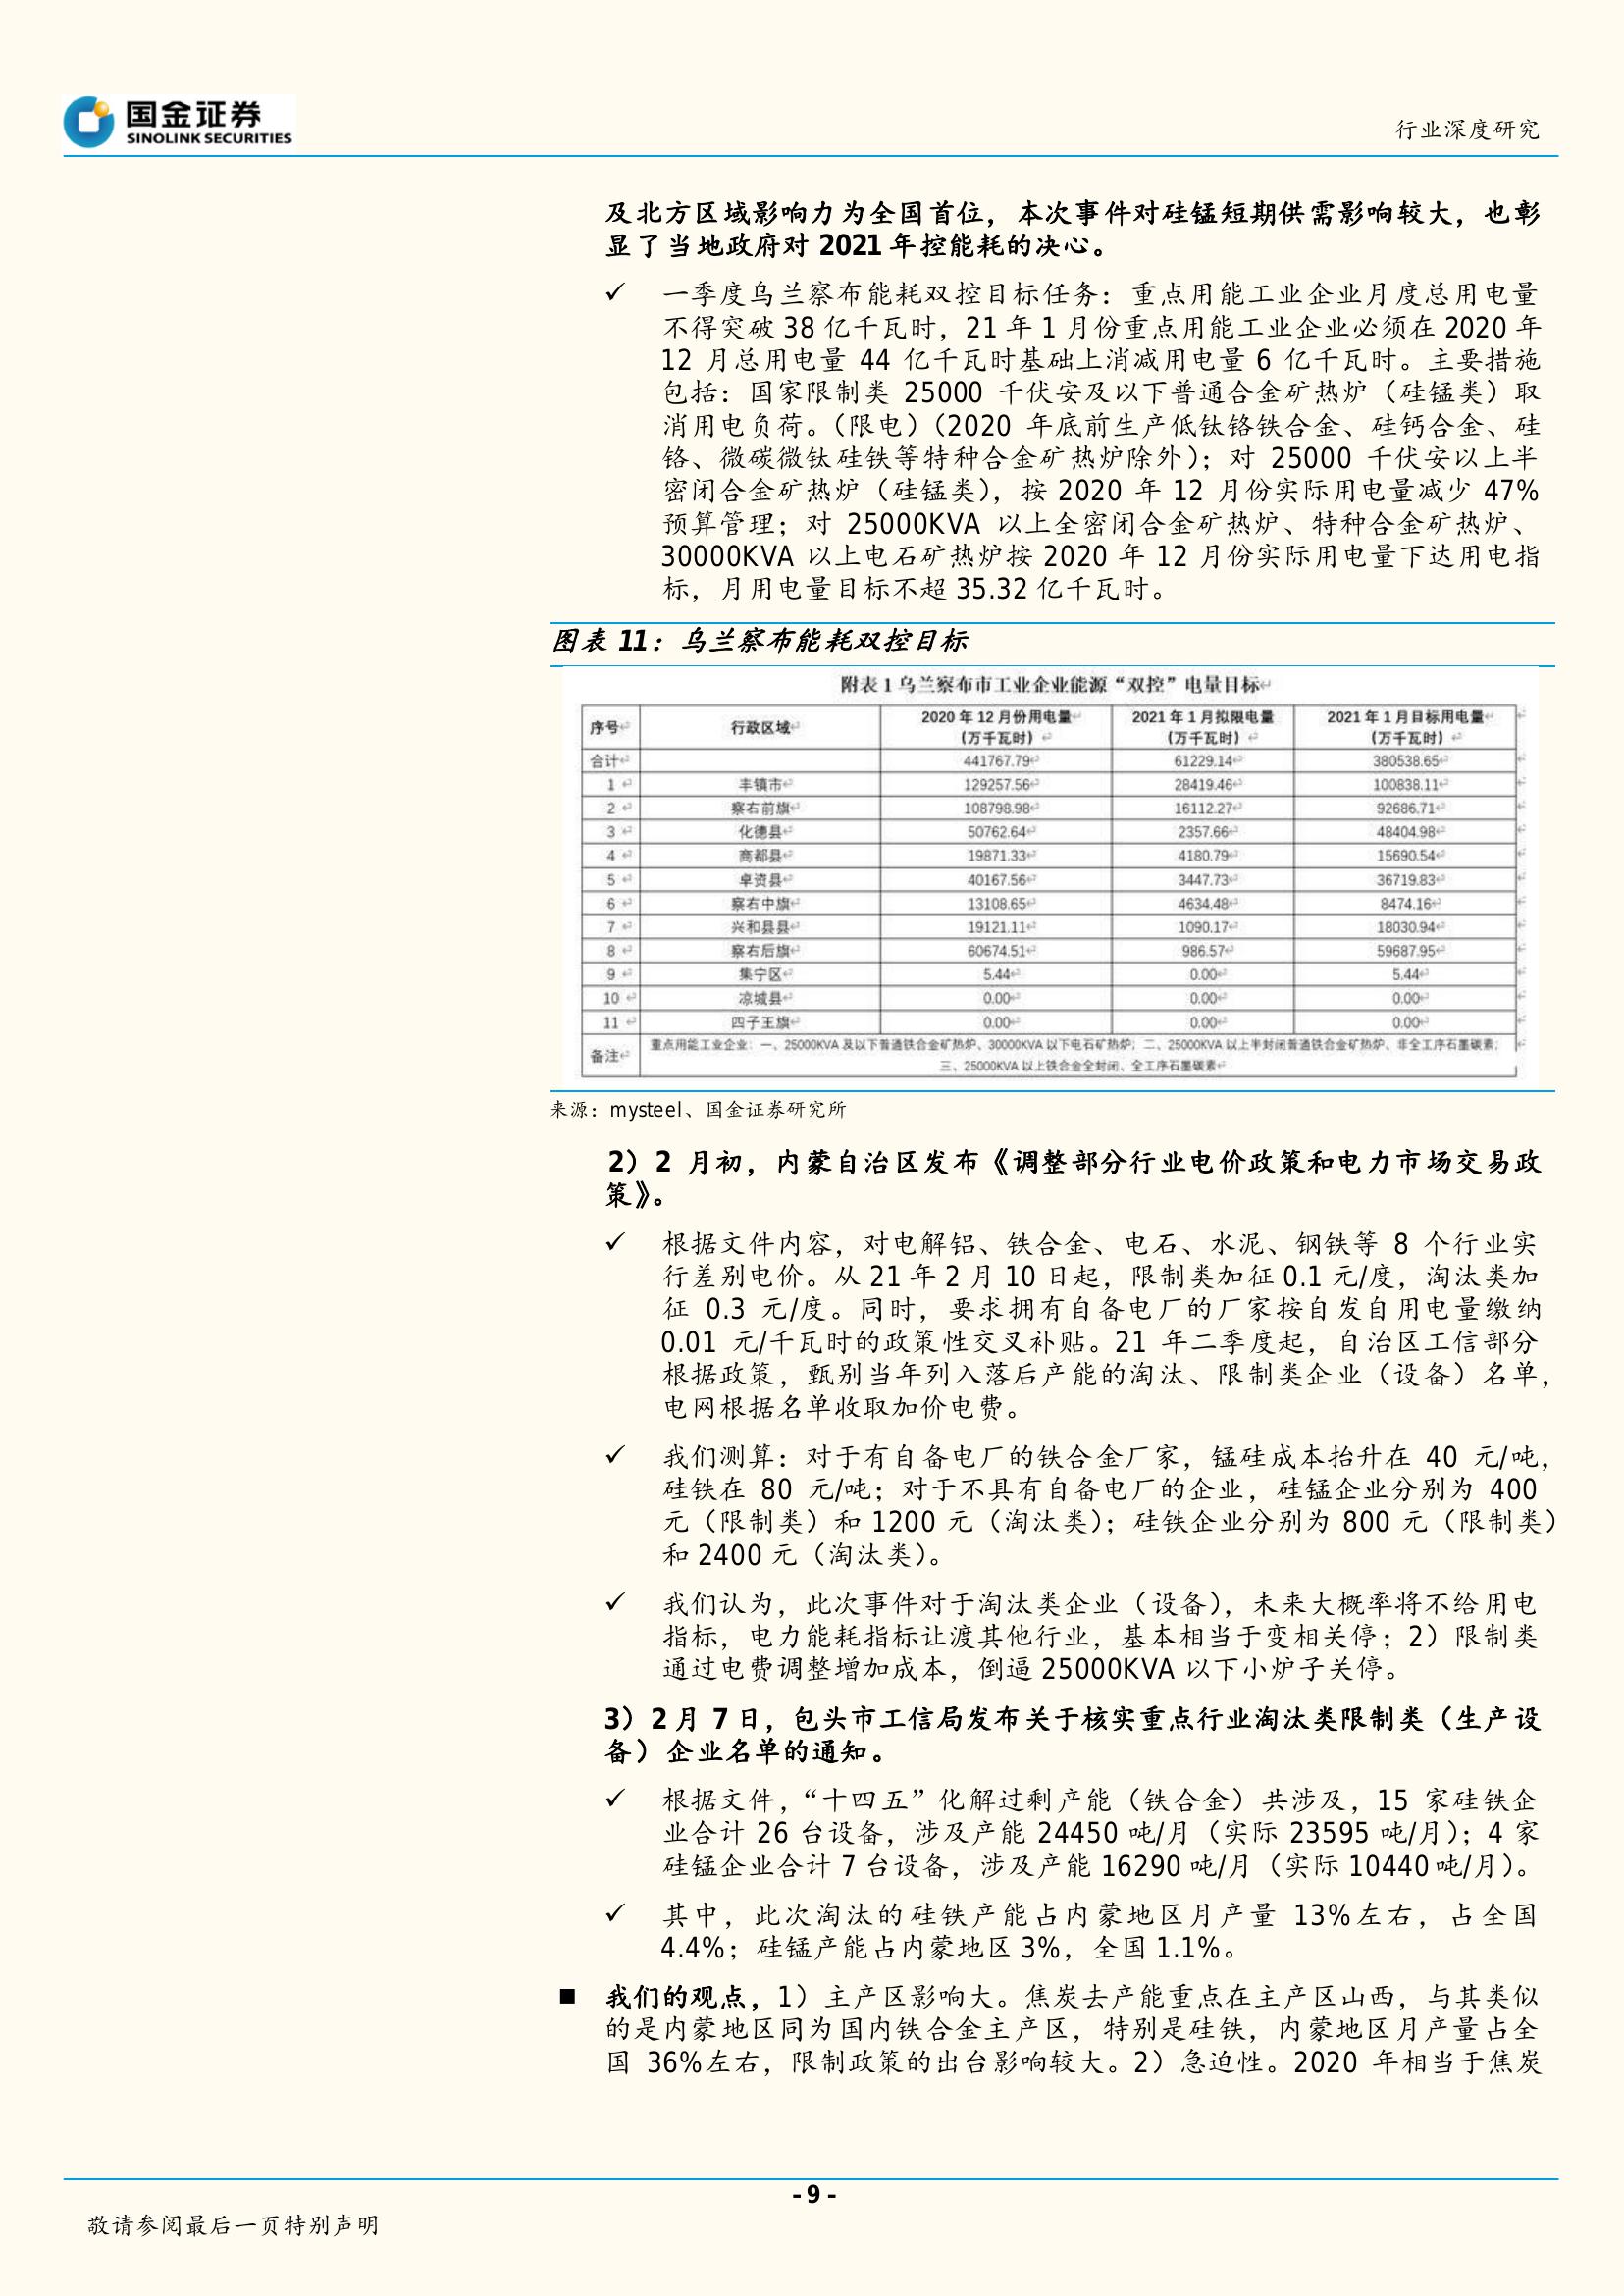 国金证券
SINOLINK SECURITIES
行业深度研究
及北方区域影响力为全国首位，本次事件对硅锰短期供需影响较大，也彰
显了当地政府对 2021 年控能耗的决心。
✓ 一季度乌兰察布能耗双控目标任务：重点用能工业企业月度总用电量
不得突破 38 亿千瓦时，21 年 1 月份重点用能工业企业必须在 2020 年
12 月总用电量 44 亿千瓦时基础上消减用电量 6 亿千瓦时。主要措施
包括：国家限制类 25000 千伏安及以下普通合金矿热炉（硅锰类）取
消用电负荷。（限电）（2020 年底前生产低钛铬铁合金、硅钙合金、硅
铬、微碳微钛硅铁等特种合金矿热炉除外）；对 25000 千伏安以上半
密闭合金矿热炉（硅锰类），按 2020 年 12 月份实际用电量减少 47%
预算管理；对 25000KVA 以上全密闭合金矿热炉、特种合金矿热炉、
30000KVA 以上电石矿热炉按 2020 年 12 月份实际用电量下达用电指
标，月用电量目标不超 35.32 亿千瓦时。
图表 11：乌兰察布能耗双控目标
附表 1 乌兰察布市工业企业能源“双控”电量目标
序号 行政区域 2020 年 12 月份用电量 2021 年 1 月拟限电量 2021 年 1 月目标用电量
（万千瓦时） （万千瓦时） （万千瓦时）
合计 441767.79 61229.14 380538.65
1 丰镇市 129257.56 28419.46 100838.11
2 察右前旗 108798.98 16112.27 92686.71
3 化德县 50762.64 2357.66 48404.98
4 商都县 19871.33 4180.79 15690.54
5 卓资县 40167.56 3447.73 36719.83
6 察右中旗 13108.65 4634.48 8474.16
7 兴和县县 19121.11 1090.17 18030.94
8 察右后旗 60674.51 986.57 59687.95
9 集宁区 5.44 0.00 5.44
10 凉城县 0.00 0.00 0.00
11 四子王旗 0.00 0.00 0.00
备注 重点用能工业企业：一、25000KVA 及以下普通铁合金矿热炉、30000KVA 以下电石矿热炉；二、25000KVA 以上半封闭普通铁合金矿热炉、非全工序石墨碳素；
三、25000KVA 以上铁合金全封闭、全工序石墨碳素
来源：mysteel、国金证券研究所
2）2 月初，内蒙自治区发布《调整部分行业电价政策和电力市场交易政
策》。
✓ 根据文件内容，对电解铝、铁合金、电石、水泥、钢铁等 8 个行业实
行差别电价。从 21 年 2 月 10 日起，限制类加征 0.1 元/度，淘汰类加
征 0.3 元/度。同时，要求拥有自备电厂的厂家按自发自用电量缴纳
0.01 元/千瓦时的政策性交叉补贴。21 年二季度起，自治区工信部分
根据政策，甄别当年列入落后产能的淘汰、限制类企业（设备）名单，
电网根据名单收取加价电费。
✓ 我们测算：对于有自备电厂的铁合金厂家，锰硅成本抬升在 40 元/吨，
硅铁在 80 元/吨；对于不具有自备电厂的企业，硅锰企业分别为 400
元（限制类）和 1200 元（淘汰类）；硅铁企业分别为 800 元（限制类）
和 2400 元（淘汰类）。
✓ 我们认为，此次事件对于淘汰类企业（设备），未来大概率将不给用电
指标，电力能耗指标让渡其他行业，基本相当于变相关停；2）限制类
通过电费调整增加成本，倒逼 25000KVA 以下小炉子关停。
3）2 月 7 日，包头市工信局发布关于核实重点行业淘汰类限制类（生产设
备）企业名单的通知。
✓ 根据文件，“十四五”化解过剩产能（铁合金）共涉及，15 家硅铁企
业合计 26 台设备，涉及产能 24450 吨/月（实际 23595 吨/月）；4 家
硅锰企业合计 7 台设备，涉及产能 16290 吨/月（实际 10440 吨/月）。
✓ 其中，此次淘汰的硅铁产能占内蒙地区月产量 13%左右，占全国
4.4%；硅锰产能占内蒙地区 3%，全国 1.1%。
■ 我们的观点，1）主产区影响大。焦炭去产能重点在主产区山西，与其类似
的是内蒙地区同为国内铁合金主产区，特别是硅铁，内蒙地区月产量占全
国 36%左右，限制政策的出台影响较大。2）急迫性。2020 年相当于焦炭
- 9 -
敬请参阅最后一页特别声明